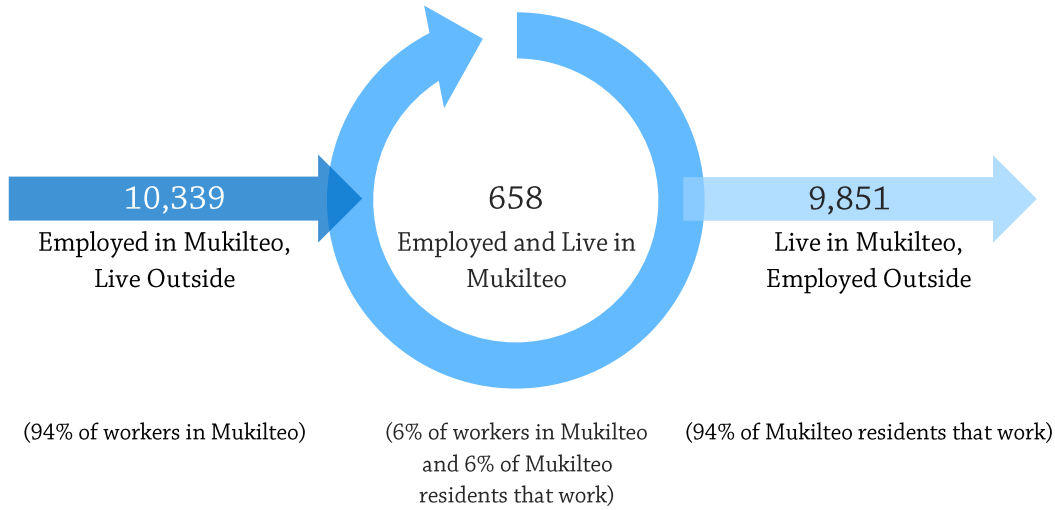 10,339
Employed in Mukilteo,
Live Outside
(94% of workers in Mukilteo)
658
Employed and Live in
Mukilteo
(6% of workers in Mukilteo
and 6% of Mukilteo
residents that work)
9,851
Live in Mukilteo,
Employed Outside
(94% of Mukilteo residents that work)